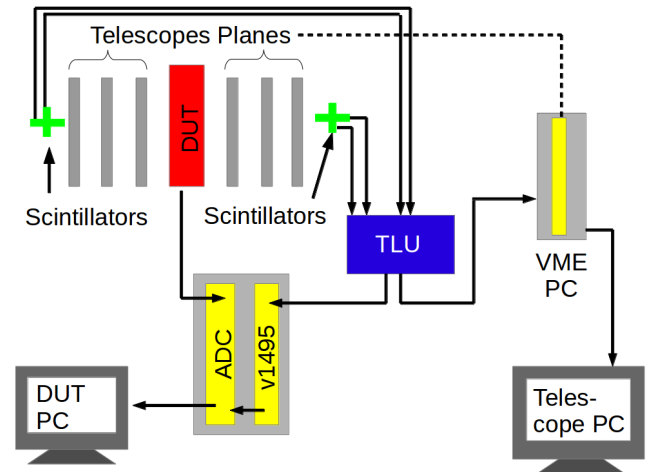 Telescopes Planes
DUT
Scintillators
Scintillators
TLU
VME
PC
ADC
v1495
DUT
PC
Teles-
cope PC